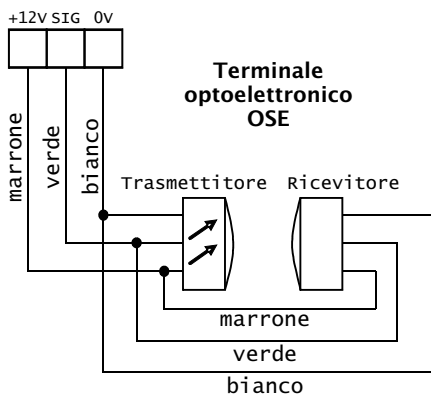 +12V SIG 0V
Terminale
optoelettronico
OSE
marrone
verde
bianco
Trasmettitore Ricevitore
marrone
verde
bianco